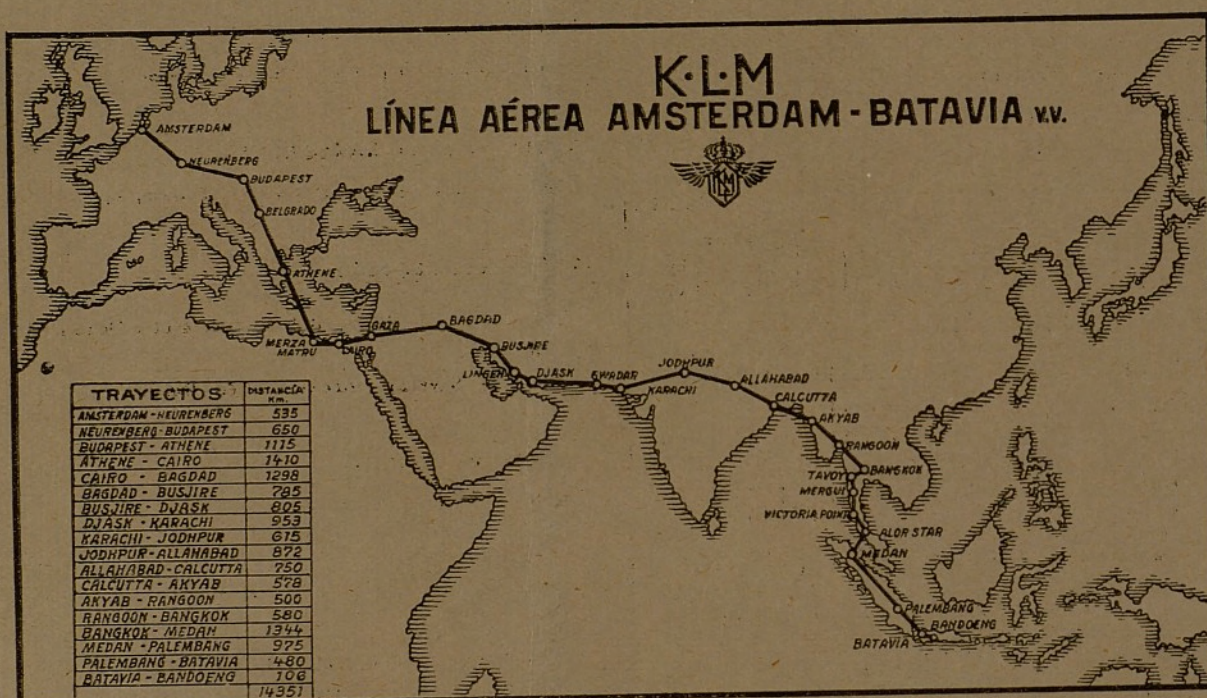 K·L·M
LÍNEA AÉREA AMSTERDAM - BATAVIA v.v.
KLM
AMSTERDAM
NEURENBERG
BUDAPEST
BELGRADO
ATHENE
MERZA MATRU
CAIRO
GAZA
BAGDAD
BUSJIRE
LINGEH
DJASK
GWADAR
KARACHI
JODHPUR
ALLAHABAD
CALCUTTA
AKYAB
RANGOON
BANGKOK
TAVOY
MERGUI
VICTORIA POINT
ALOR STAR
MEDAN
PALEMBANG
BANDOENG
BATAVIA
TRAYECTOS DISTANCÍA Km.
AMSTERDAM - NEURENBERG 535
NEURENBERG - BUDAPEST 650
BUDAPEST - ATHENE 1115
ATHENE - CAIRO 1410
CAIRO - BAGDAD 1298
BAGDAD - BUSJIRE 785
BUSJIRE - DJASK 805
DJASK - KARACHI 953
KARACHI - JODHPUR 615
JODHPUR - ALLAHABAD 872
ALLAHABAD - CALCUTTA 750
CALCUTTA - AKYAB 578
AKYAB - RANGOON 500
RANGOON - BANGKOK 580
BANGKOK - MEDAN 1344
MEDAN - PALEMBANG 975
PALEMBANG - BATAVIA 480
BATAVIA - BANDOENG 106
14351